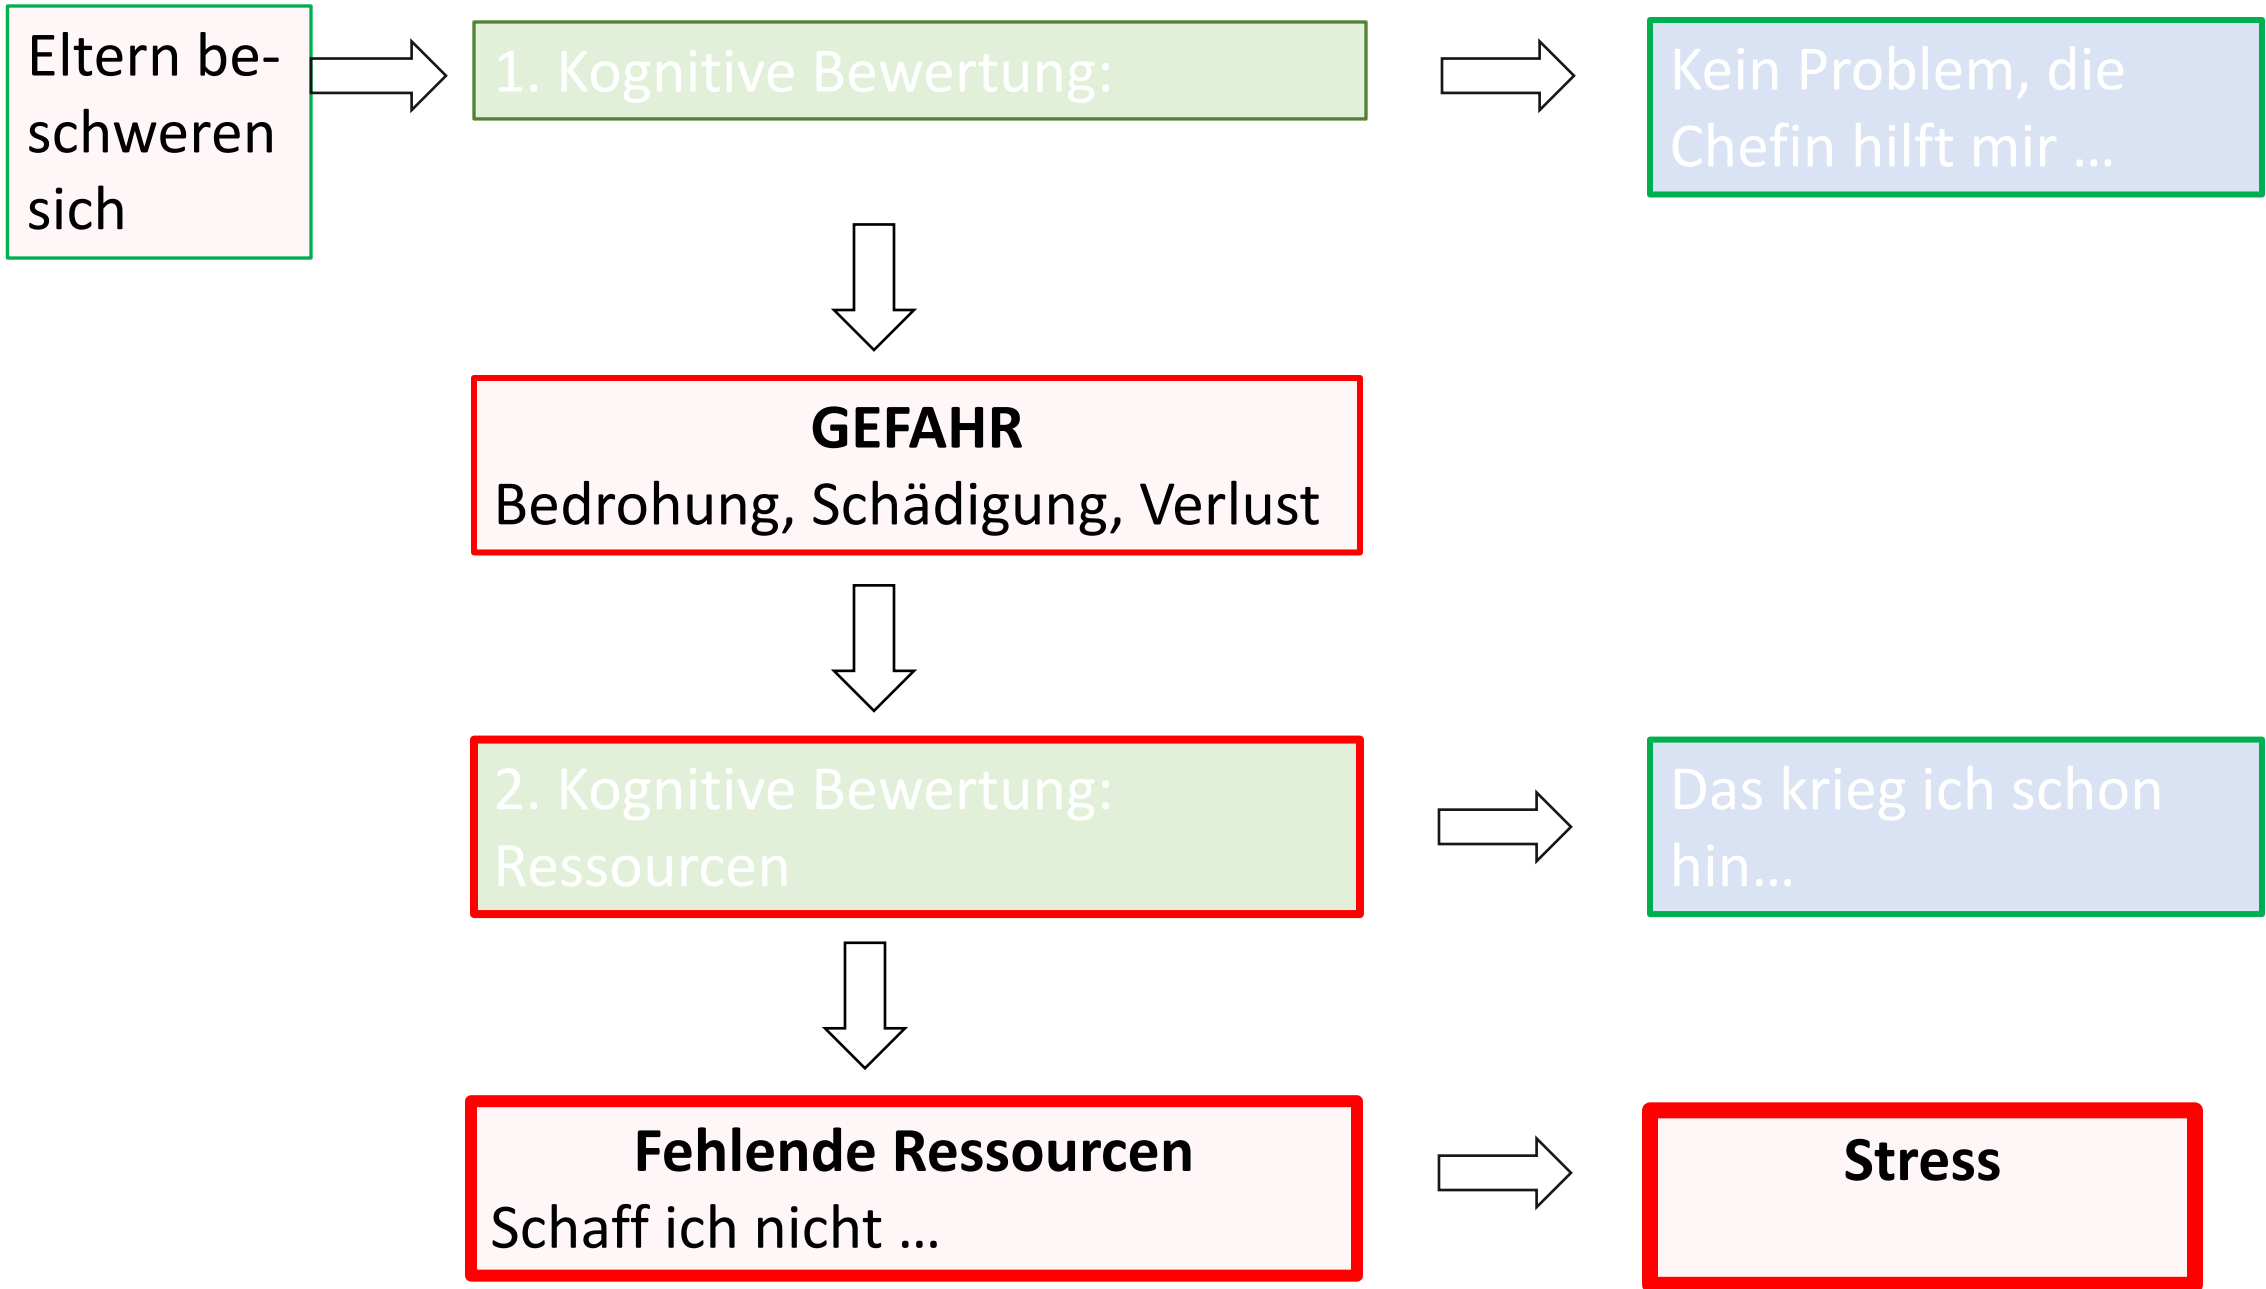 Eltern be-
schweren
sich
1. Kognitive Bewertung:
Kein Problem, die
Chefin hilft mir …
GEFAHR
Bedrohung, Schädigung, Verlust
2. Kognitive Bewertung:
Ressourcen
Das krieg ich schon
hin…
Fehlende Ressourcen
Schaff ich nicht …
Stress